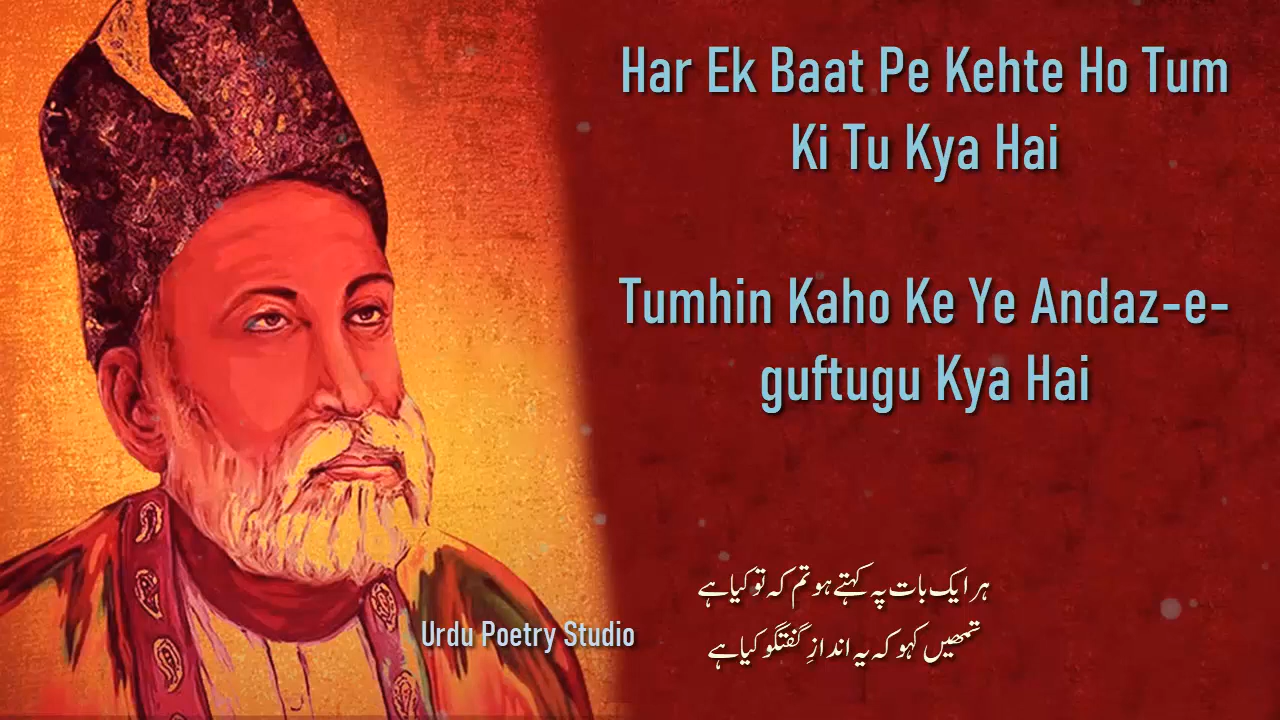 Har Ek Baat Pe Kehte Ho Tum
Ki Tu Kya Hai
Tumhin Kaho Ke Ye Andaz-e-
guftugu Kya Hai
ہر ایک بات پہ کہتے ہو تم کہ تو کیا ہے
تمھیں کہو کہ یہ اندازِ گفتگو کیا ہے
Urdu Poetry Studio